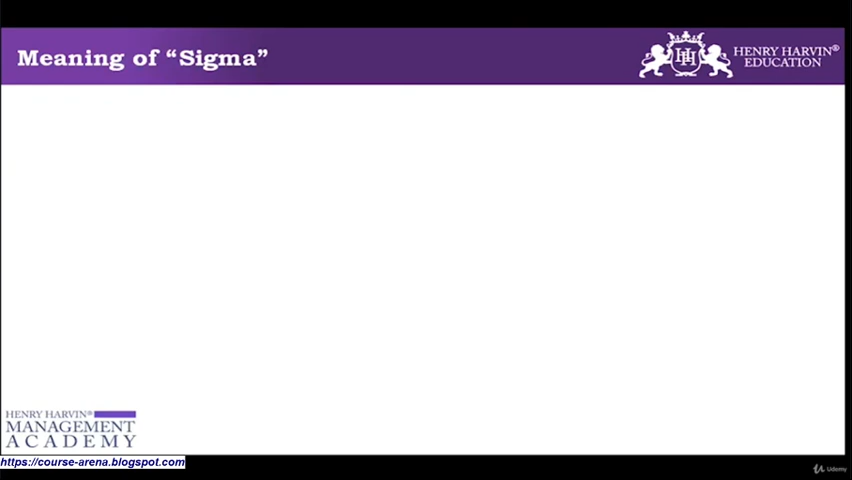 Meaning of “Sigma”
HENRY HARVIN®
EDUCATION
HENRY HARVIN®
MANAGEMENT
ACADEMY
https://course-arena.blogspot.com
Udemy